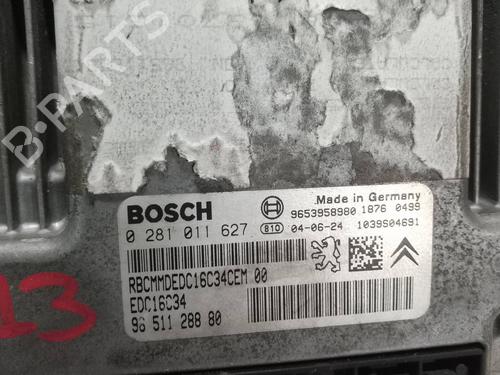 B-PARTS
Made in Germany
BOSCH
9653958980 1876 0499
0 281 011 627
810
04-06-24
1039S04691
RBCMMDEDC16C34CEM 00
EDC16C34
96 511 288 80
13